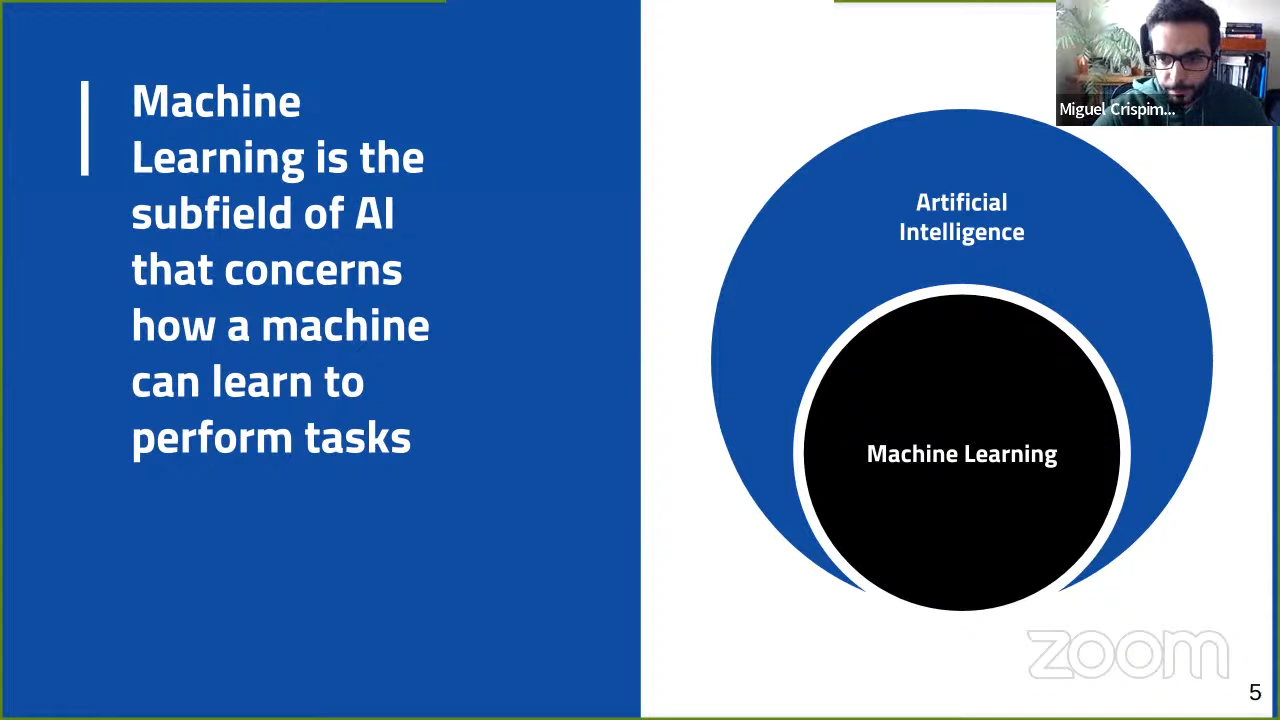 Machine
Learning is the
subfield of AI
that concerns
how a machine
can learn to
perform tasks
Artificial
Intelligence
Machine Learning
Miguel Crispim...
zoom
5